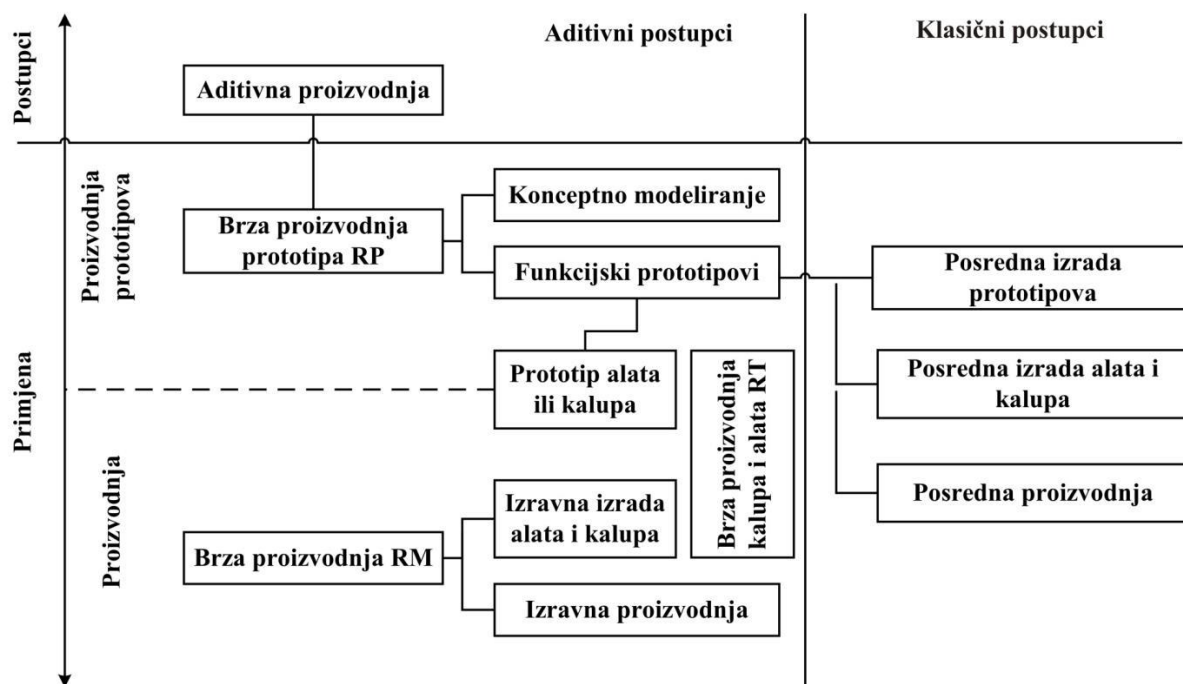 Aditivni postupci
Klasični postupci
Postupci
Aditivna proizvodnja
Proizvodnja
prototipova
Konceptno modeliranje
Brza proizvodnja
prototipa RP
Funkcijski prototipovi
Posredna izrada
prototipova
Primjena
Prototip alata
ili kalupa
Brza proizvodnja
kalupa i alata RT
Posredna izrada alata i
kalupa
Proizvodnja
Izravna izrada
alata i kalupa
Posredna proizvodnja
Brza proizvodnja RM
Izravna proizvodnja